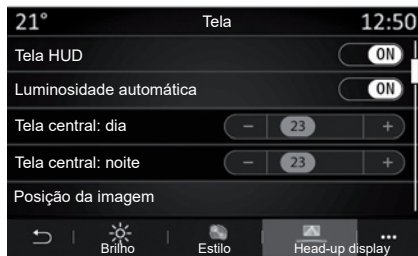 21° Tela 12:50
Tela HUD ON
Luminosidade automática ON
Tela central: dia - 23 +
Tela central: noite - 23 +
Posição da imagem
Brilho Estilo Head-up display ...